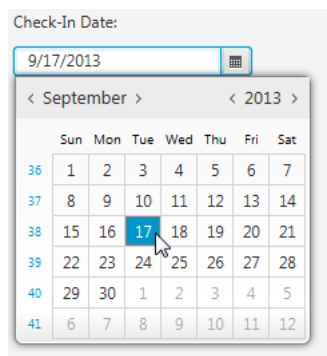 Check-In Date:
9/17/2013
< September > < 2013 >
Sun Mon Tue Wed Thu Fri Sat
36 1 2 3 4 5 6 7
37 8 9 10 11 12 13 14
38 15 16 17 18 19 20 21
39 22 23 24 25 26 27 28
40 29 30 1 2 3 4 5
41 6 7 8 9 10 11 12